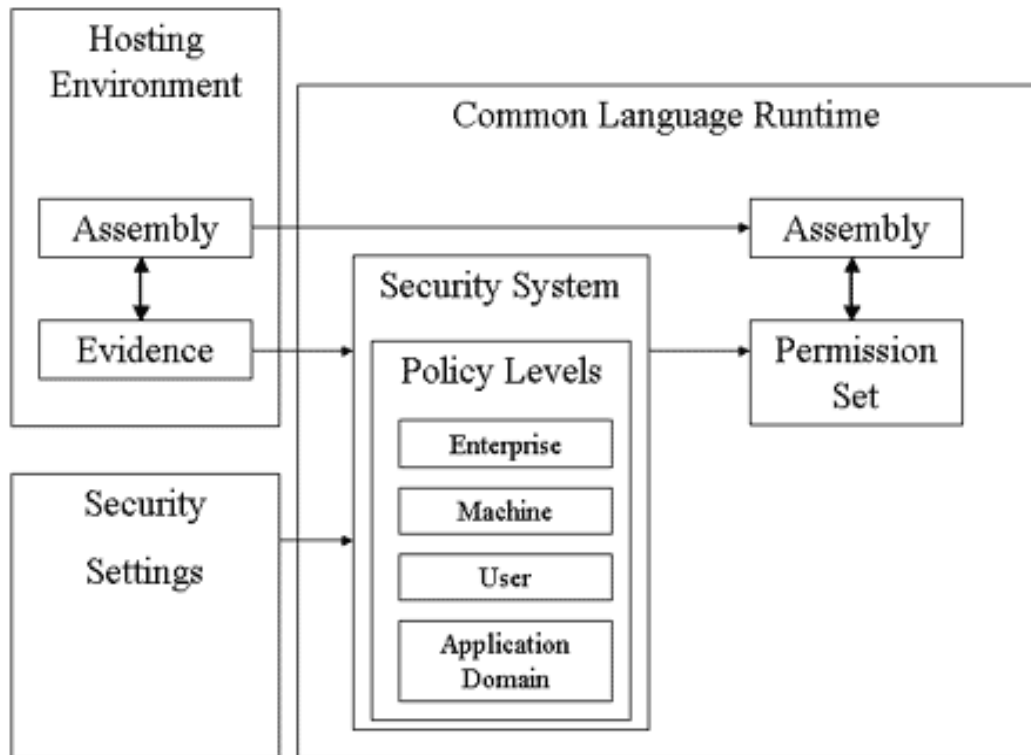 Hosting
Environment
Common Language Runtime
Assembly
Assembly
Security System
Evidence
Permission
Set
Policy Levels
Enterprise
Machine
User
Application
Domain
Security
Settings